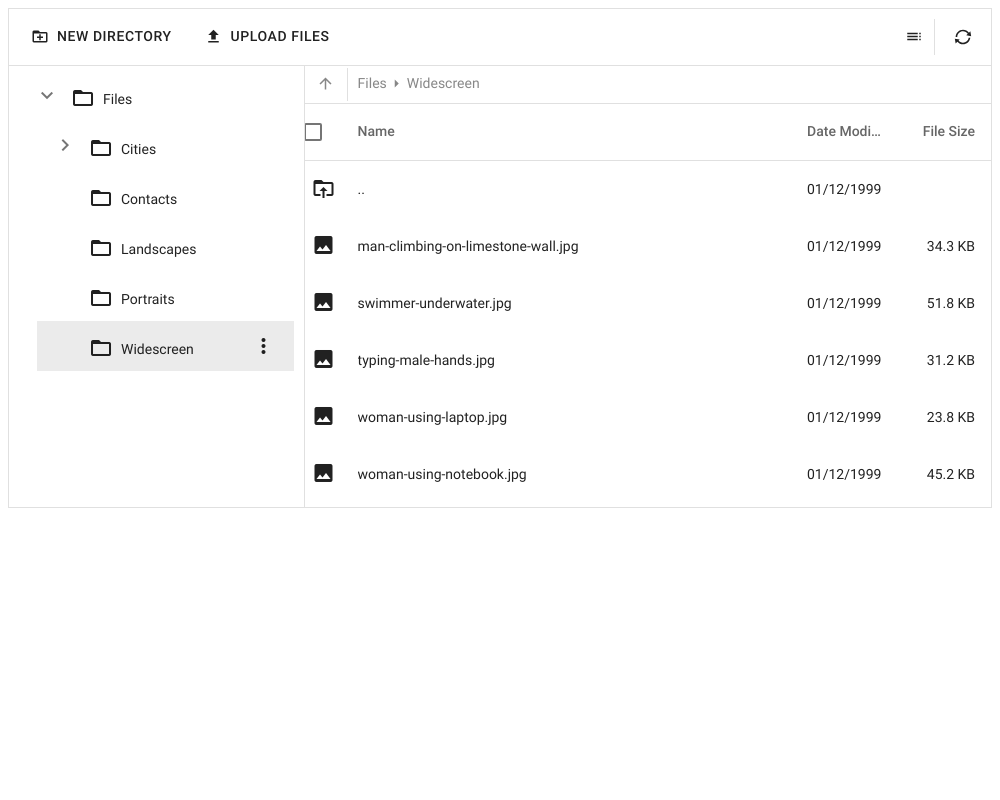 NEW DIRECTORY UPLOAD FILES
Files
Cities
Contacts
Landscapes
Portraits
Widescreen
Files Widescreen
Name Date Modi... File Size
.. 01/12/1999
man-climbing-on-limestone-wall.jpg 01/12/1999 34.3 KB
swimmer-underwater.jpg 01/12/1999 51.8 KB
typing-male-hands.jpg 01/12/1999 31.2 KB
woman-using-laptop.jpg 01/12/1999 23.8 KB
woman-using-notebook.jpg 01/12/1999 45.2 KB